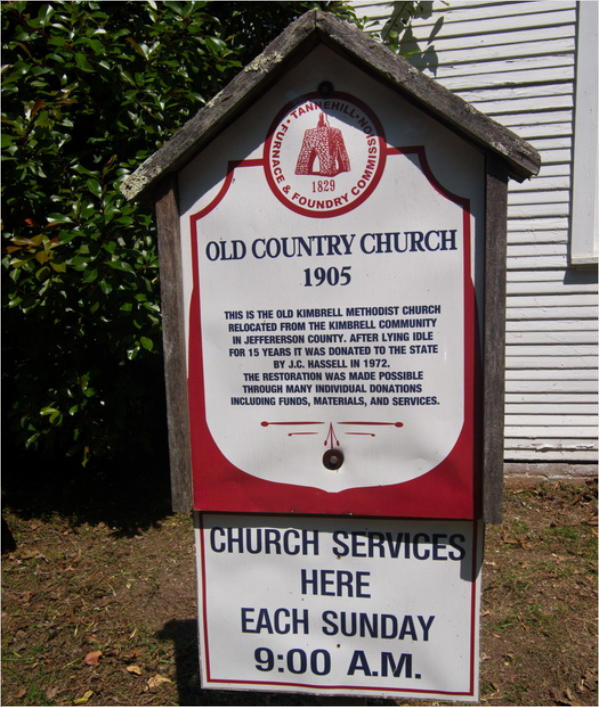 • TANNEHILL •
FURNACE & FOUNDRY COMMISSION
1829
OLD COUNTRY CHURCH
1905
THIS IS THE OLD KIMBRELL METHODIST CHURCH
RELOCATED FROM THE KIMBRELL COMMUNITY
IN JEFFERERSON COUNTY. AFTER LYING IDLE
FOR 15 YEARS IT WAS DONATED TO THE STATE
BY J.C. HASSELL IN 1972.
THE RESTORATION WAS MADE POSSIBLE
THROUGH MANY INDIVIDUAL DONATIONS
INCLUDING FUNDS, MATERIALS, AND SERVICES.
CHURCH SERVICES
HERE
EACH SUNDAY
9:00 A.M.